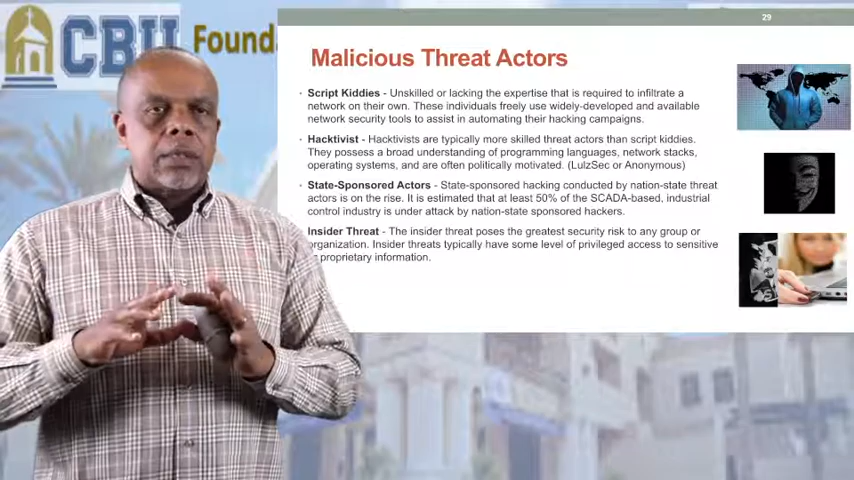 29
CBU
Founda
Malicious Threat Actors
Script Kiddies - Unskilled or lacking the expertise that is required to infiltrate a
network on their own. These individuals freely use widely-developed and available
network security tools to assist in automating their hacking campaigns.
Hacktivist - Hacktivists are typically more skilled threat actors than script kiddies.
They possess a broad understanding of programming languages, network stacks,
operating systems, and are often politically motivated. (LulzSec or Anonymous)
State-Sponsored Actors - State-sponsored hacking conducted by nation-state threat
actors is on the rise. It is estimated that at least 50% of the SCADA-based, industrial
control industry is under attack by nation-state sponsored hackers.
Insider Threat - The insider threat poses the greatest security risk to any group or
organization. Insider threats typically have some level of privileged access to sensitive
or proprietary information.